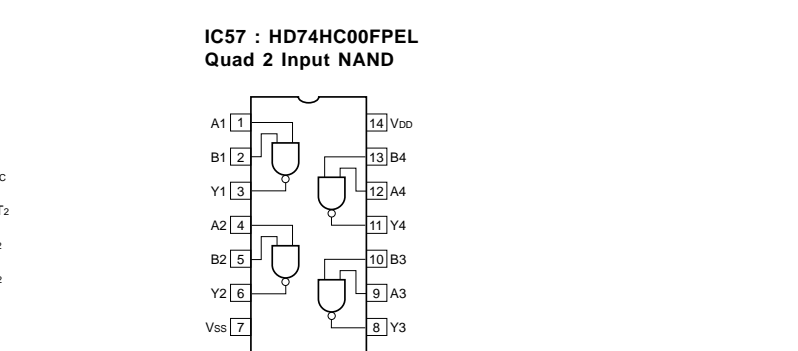 IC57 : HD74HC00FPEL
Quad 2 Input NAND
A1 1 14 VDD
B1 2 13 B4
Y1 3 12 A4
A2 4 11 Y4
B2 5 10 B3
Y2 6 9 A3
VSS 7 8 Y3